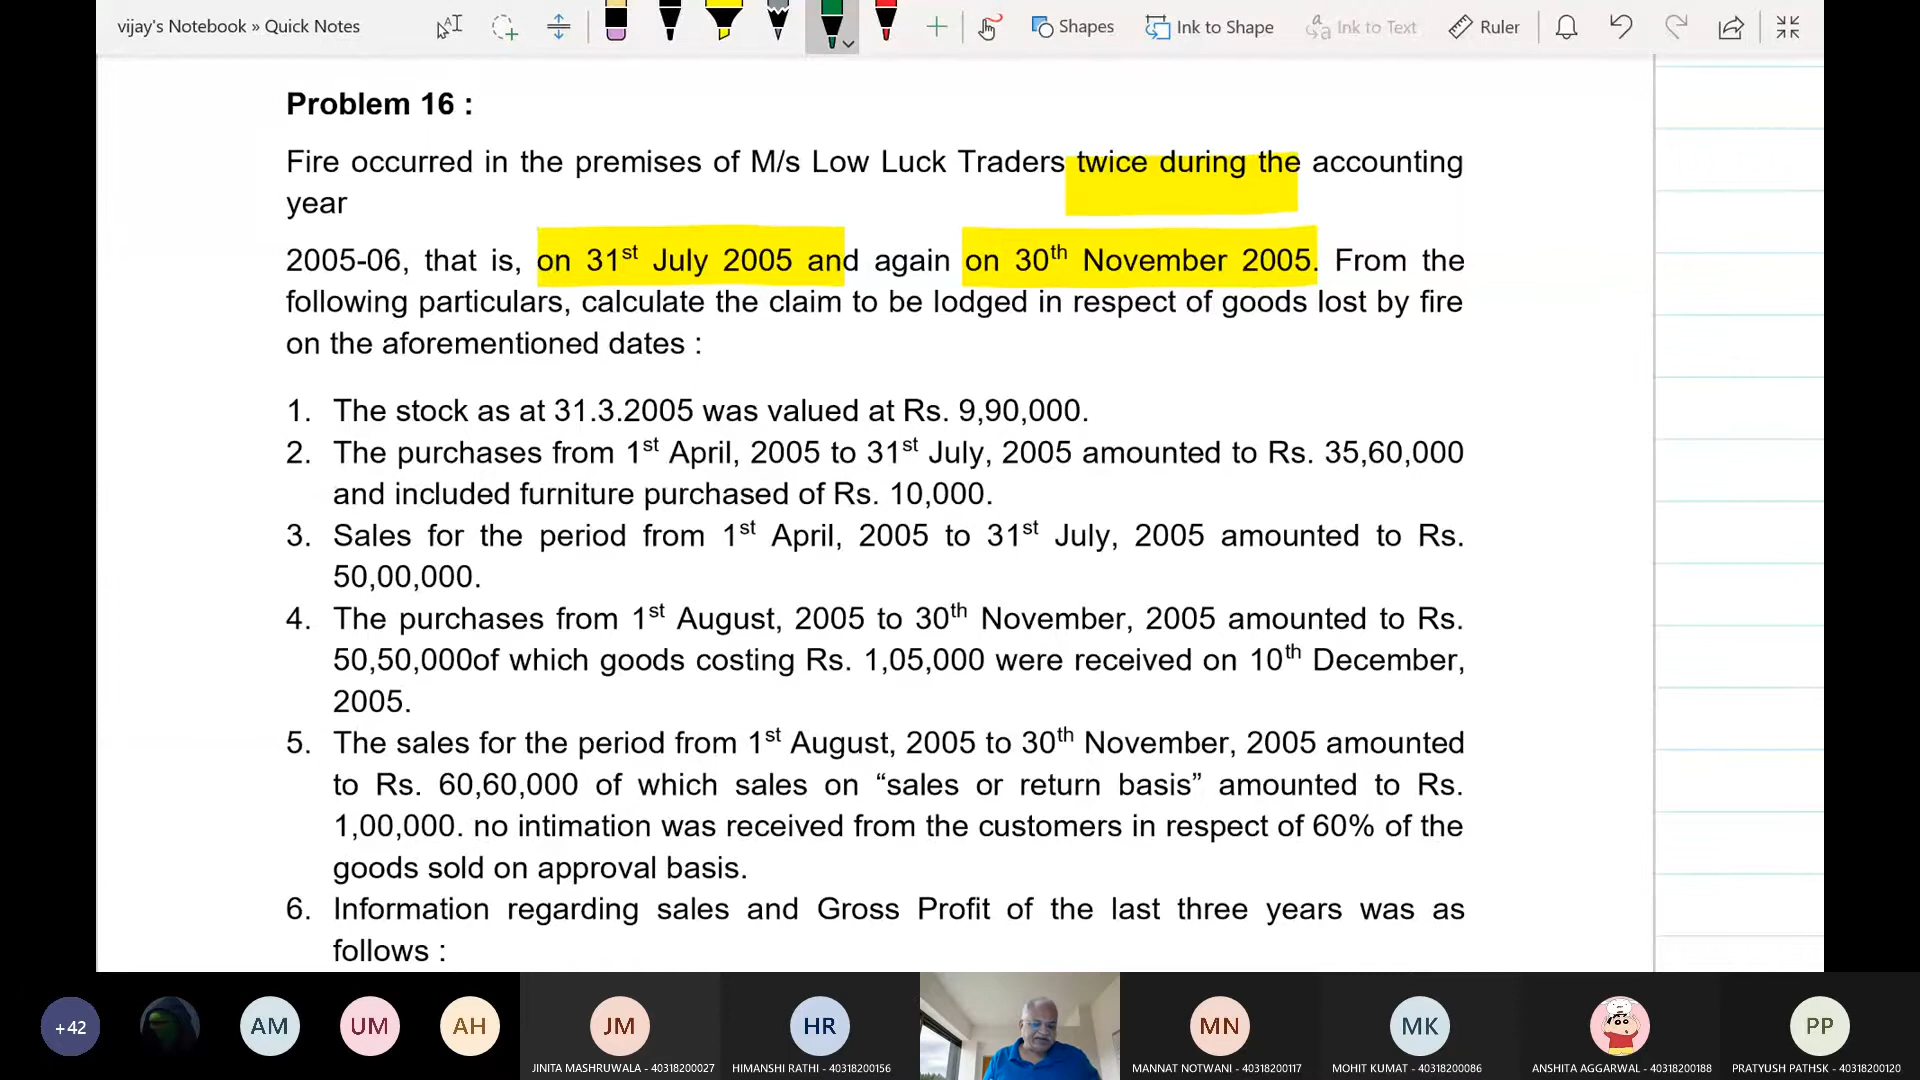 vijay's Notebook » Quick Notes
Shapes
Ink to Shape
Ink to Text
Ruler
Problem 16 :
Fire occurred in the premises of M/s Low Luck Traders twice during the accounting
year
2005-06, that is, on 31st July 2005 and again on 30th November 2005. From the
following particulars, calculate the claim to be lodged in respect of goods lost by fire
on the aforementioned dates :
1. The stock as at 31.3.2005 was valued at Rs. 9,90,000.
2. The purchases from 1st April, 2005 to 31st July, 2005 amounted to Rs. 35,60,000
and included furniture purchased of Rs. 10,000.
3. Sales for the period from 1st April, 2005 to 31st July, 2005 amounted to Rs.
50,00,000.
4. The purchases from 1st August, 2005 to 30th November, 2005 amounted to Rs.
50,50,000of which goods costing Rs. 1,05,000 were received on 10th December,
2005.
5. The sales for the period from 1st August, 2005 to 30th November, 2005 amounted
to Rs. 60,60,000 of which sales on “sales or return basis” amounted to Rs.
1,00,000. no intimation was received from the customers in respect of 60% of the
goods sold on approval basis.
6. Information regarding sales and Gross Profit of the last three years was as
follows :
+42
AM
UM
AH
JM
HR
MN
MK
PP
JINITA MASHRUWALA - 40318200027
HIMANSHI RATHI - 40318200156
MANNAT NOTWANI - 40318200117
MOHIT KUMAT - 40318200086
ANSHITA AGGARWAL - 40318200188
PRATYUSH PATHSK - 40318200120